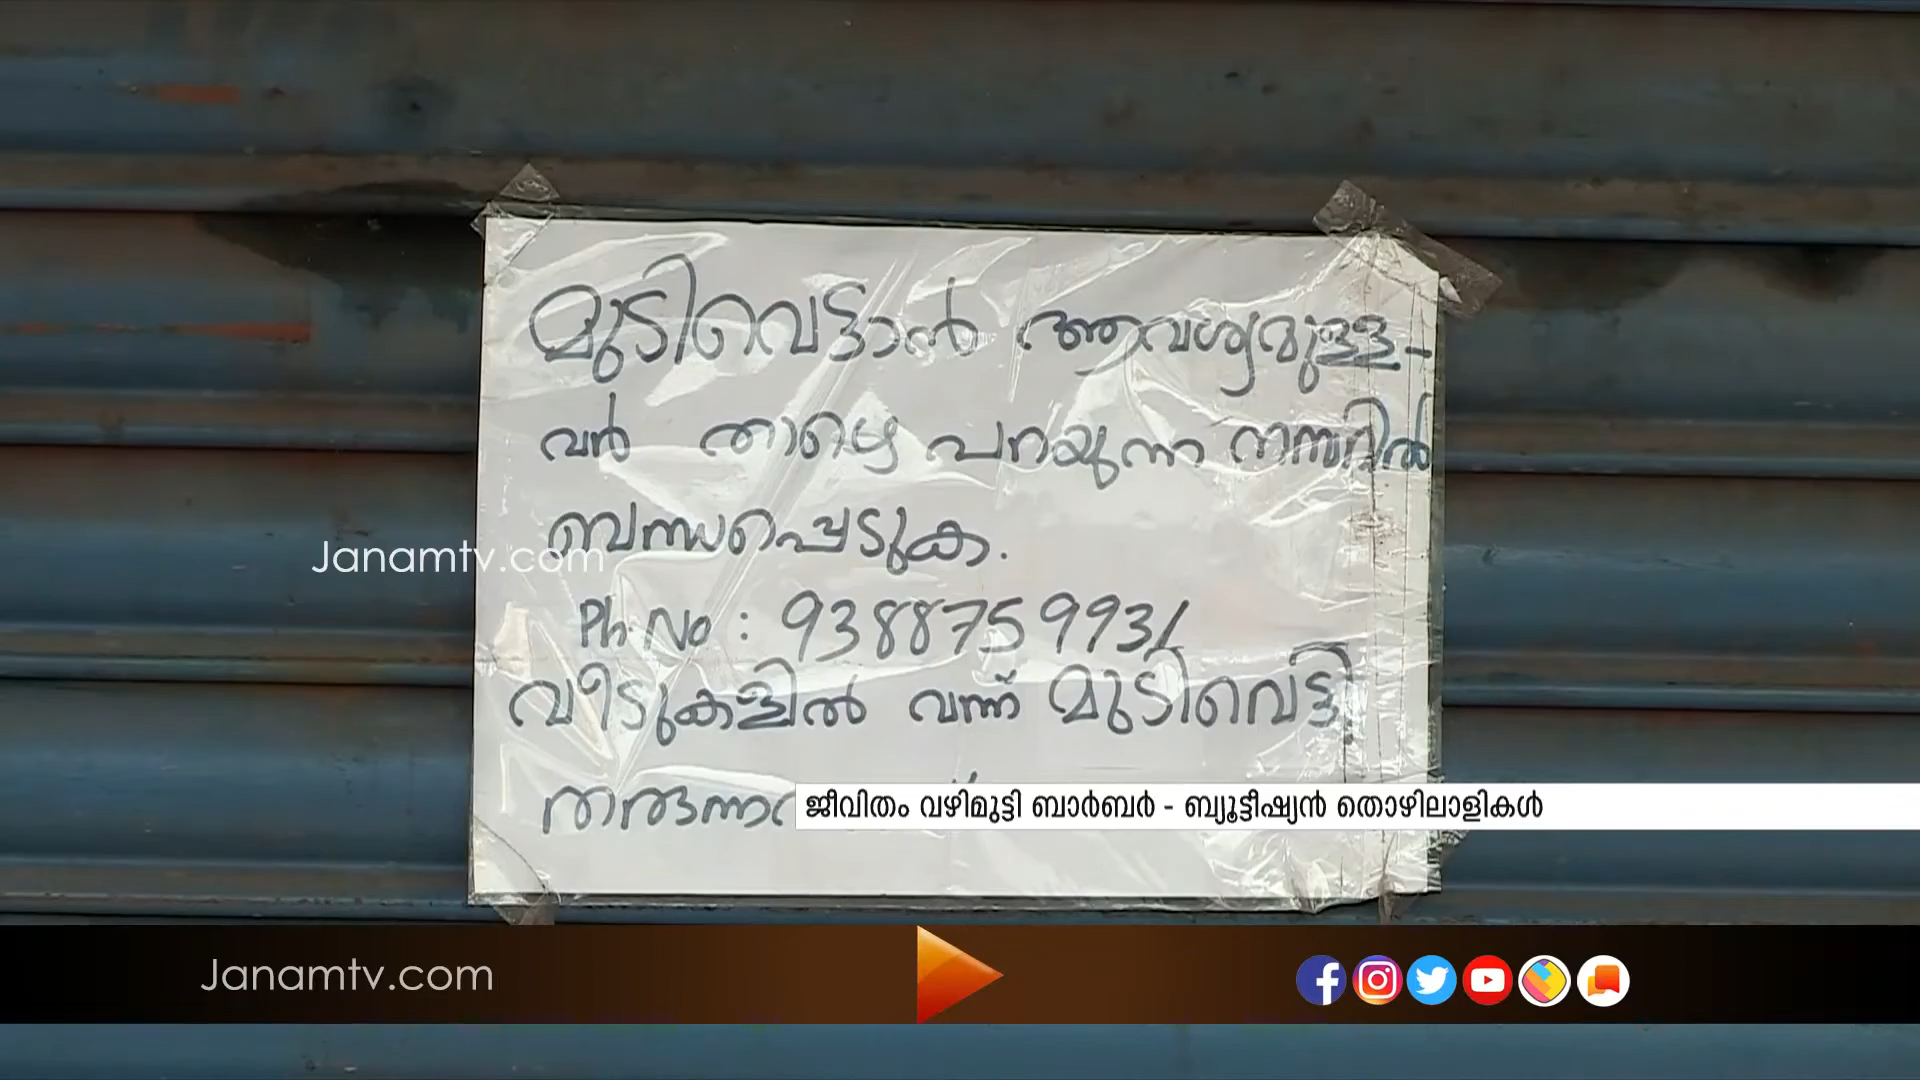 മുടിവെട്ടാൻ ആവശ്യമുള്ള-
വർ താഴെ പറയുന്ന നമ്പറിൽ
ബന്ധപ്പെടുക.
Janamtv.com
Ph.No : 9388759931
വീടുകളിൽ വന്ന് മുടിവെട്ടി
ജീവിതം വഴിമുട്ടി ബാർബർ - ബ്യൂട്ടീഷ്യൻ തൊഴിലാളികൾ
Janamtv.com